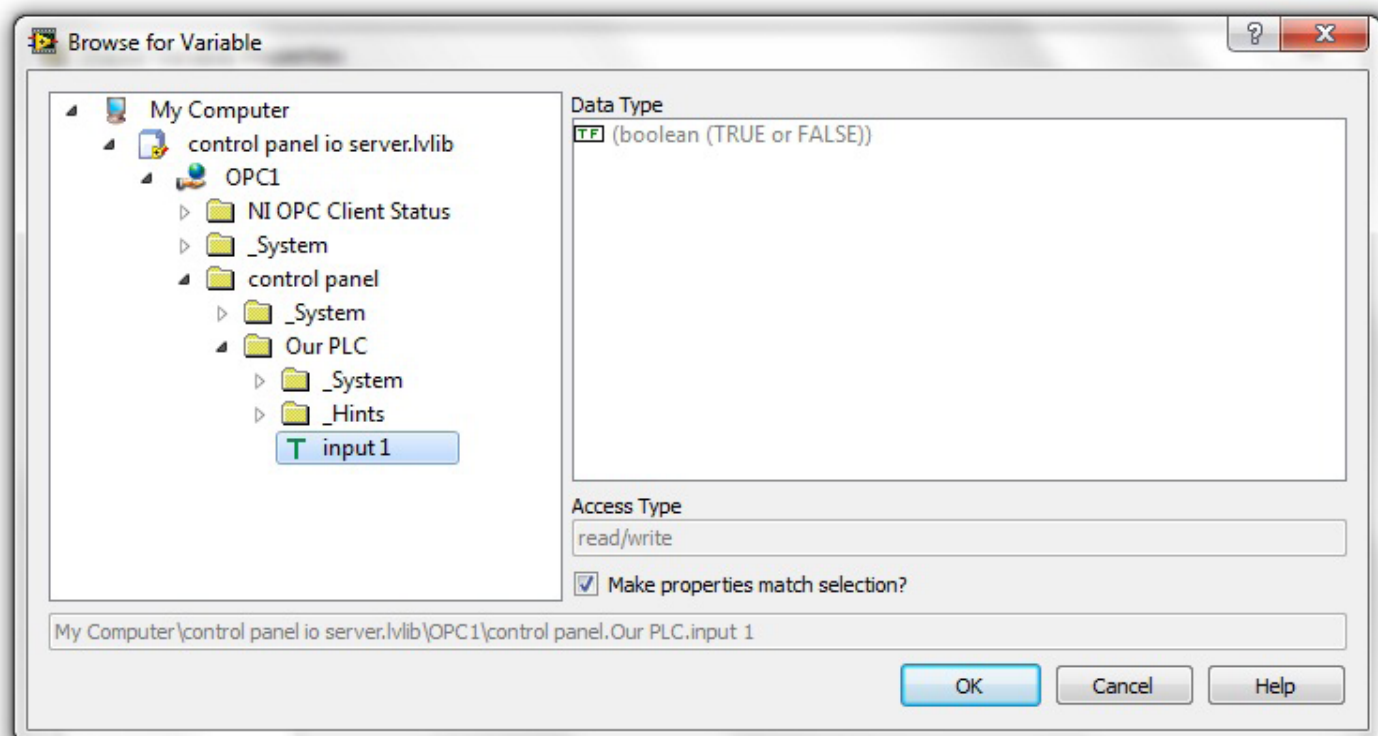 Browse for Variable
My Computer
control panel io server.lvlib
OPC1
NI OPC Client Status
_System
control panel
_System
Our PLC
_System
_Hints
input 1
Data Type
TF (boolean (TRUE or FALSE))
Access Type
read/write
Make properties match selection?
My Computer\control panel io server.lvlib\OPC1\control panel.Our PLC.input 1
OK
Cancel
Help